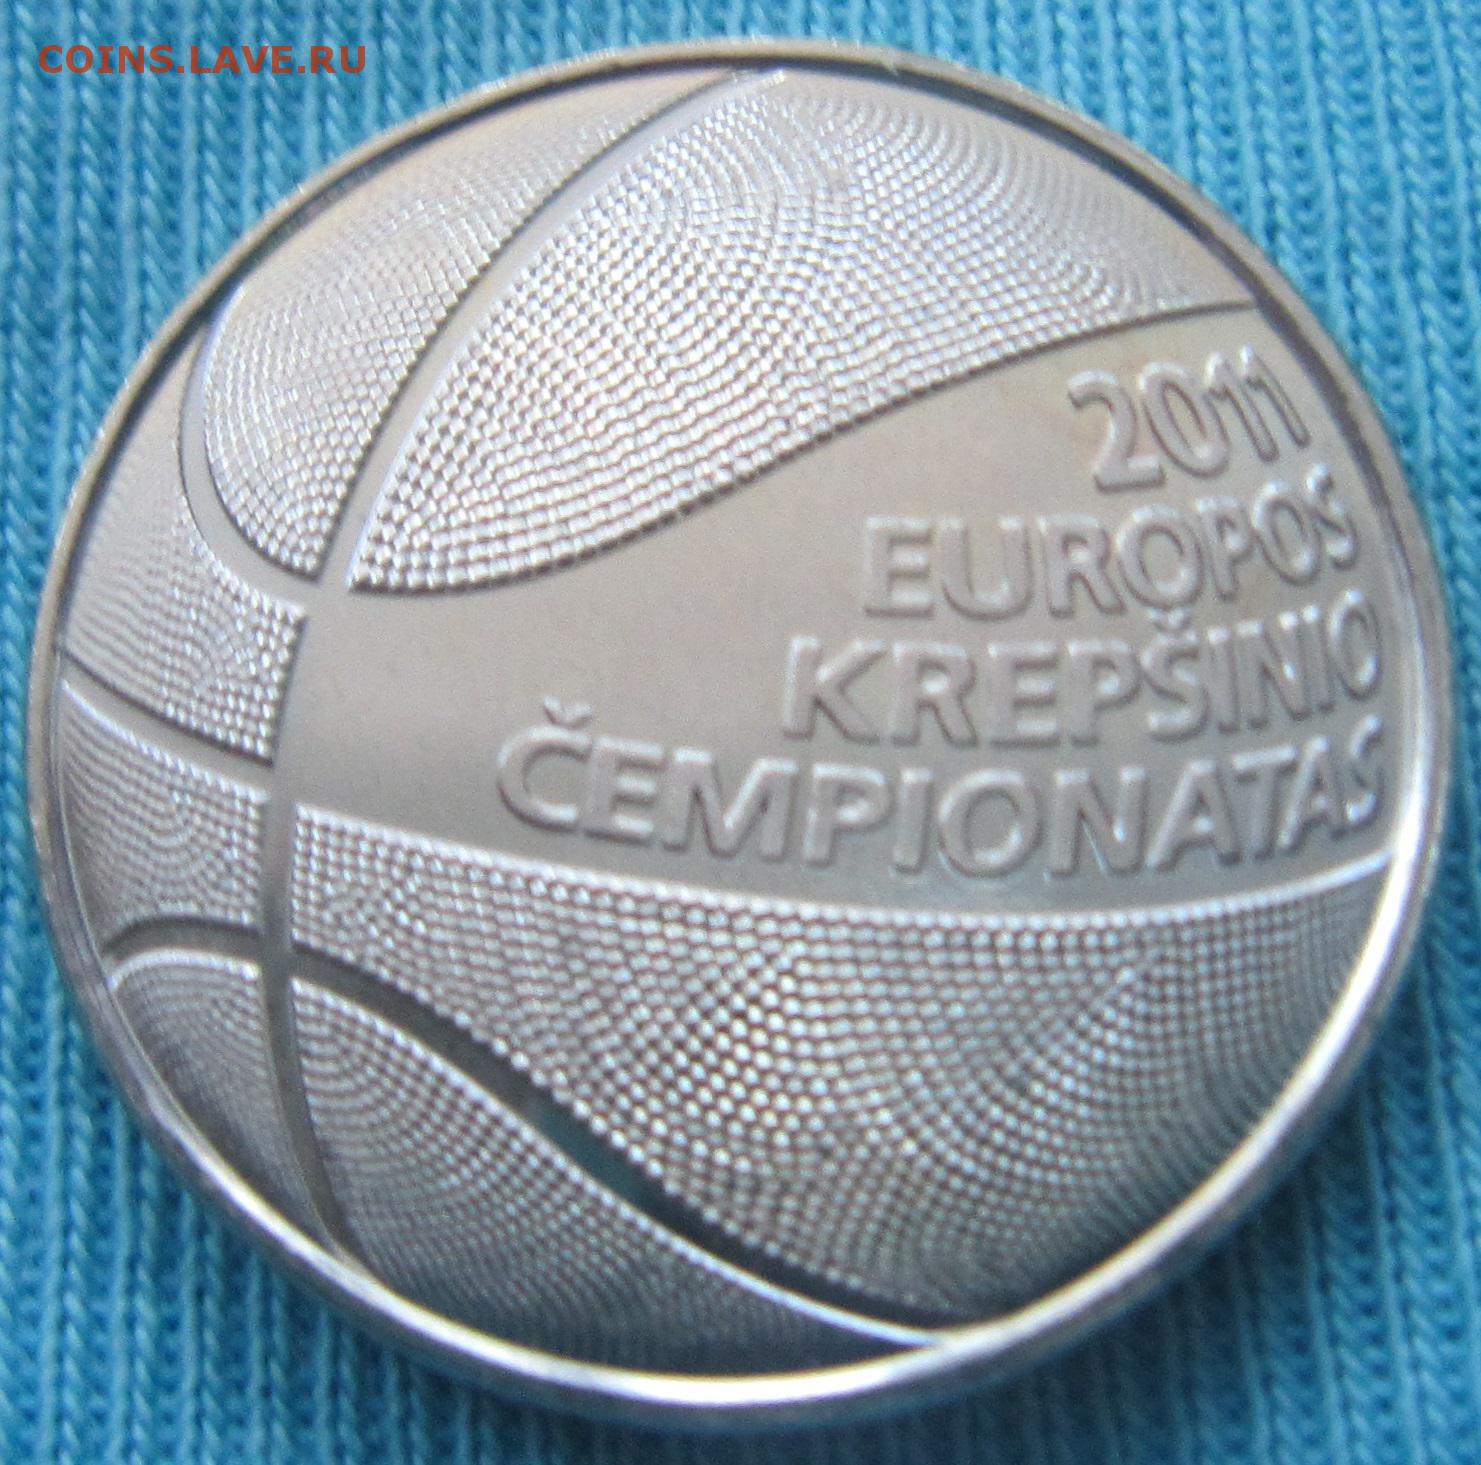 COINS.LAVE.RU
2011
EUROPOS
KREPŠINIO
ČEMPIONATAS